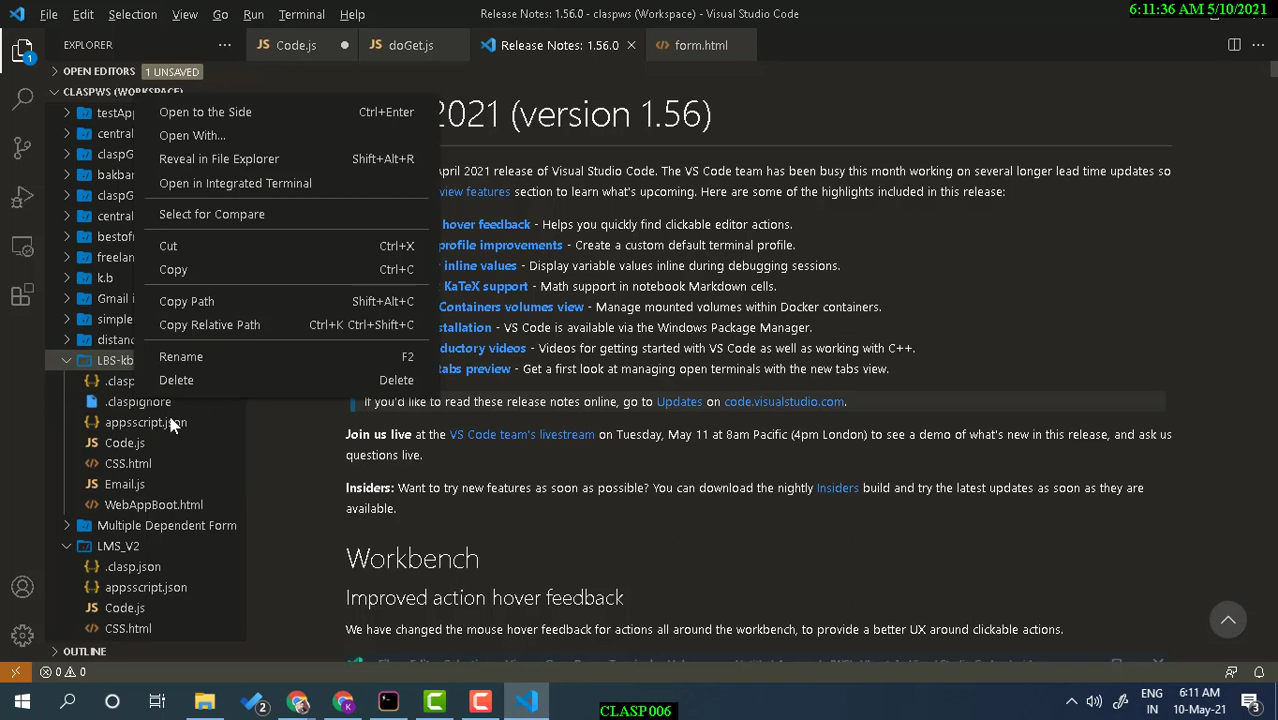 File Edit Selection View Go Run Terminal Help
Release Notes: 1.56.0 - claspws (Workspace) - Visual Studio Code
6:11:36 AM 5/10/2021
EXPLORER
JS Code.js
JS doGet.js
Release Notes: 1.56.0
form.html
OPEN EDITORS 1 UNSAVED
CLASPWS (WORKSPACE)
testApp
central
claspG
bakbar
claspG
central
bestof
freelan
k.b
Gmail i
simple
distanc
LBS-kb
.clasp
.claspignore
appsscript.json
JS Code.js
CSS.html
JS Email.js
WebAppBoot.html
Multiple Dependent Form
LMS_V2
.clasp.json
appsscript.json
JS Code.js
CSS.html
OUTLINE
Open to the Side Ctrl+Enter
Open With...
Reveal in File Explorer Shift+Alt+R
Open in Integrated Terminal
Select for Compare
Cut Ctrl+X
Copy Ctrl+C
Copy Path Shift+Alt+C
Copy Relative Path Ctrl+K Ctrl+Shift+C
Rename F2
Delete Delete
2021 (version 1.56)
April 2021 release of Visual Studio Code. The VS Code team has been busy this month working on several longer lead time updates so
view features section to learn what's upcoming. Here are some of the highlights included in this release:
hover feedback - Helps you quickly find clickable editor actions.
profile improvements - Create a custom default terminal profile.
inline values - Display variable values inline during debugging sessions.
KaTeX support - Math support in notebook Markdown cells.
Containers volumes view - Manage mounted volumes within Docker containers.
stallation - VS Code is available via the Windows Package Manager.
ductory videos - Videos for getting started with VS Code as well as working with C++.
tabs preview - Get a first look at managing open terminals with the new tabs view.
If you'd like to read these release notes online, go to Updates on code.visualstudio.com.
Join us live at the VS Code team's livestream on Tuesday, May 11 at 8am Pacific (4pm London) to see a demo of what's new in this release, and ask us
questions live.
Insiders: Want to try new features as soon as possible? You can download the nightly Insiders build and try the latest updates as soon as they are
available.
Workbench
Improved action hover feedback
We have changed the mouse hover feedback for actions all around the workbench, to provide a better UX around clickable actions.
0 0
ENG
IN
6:11 AM
10-May-21
CLASP006